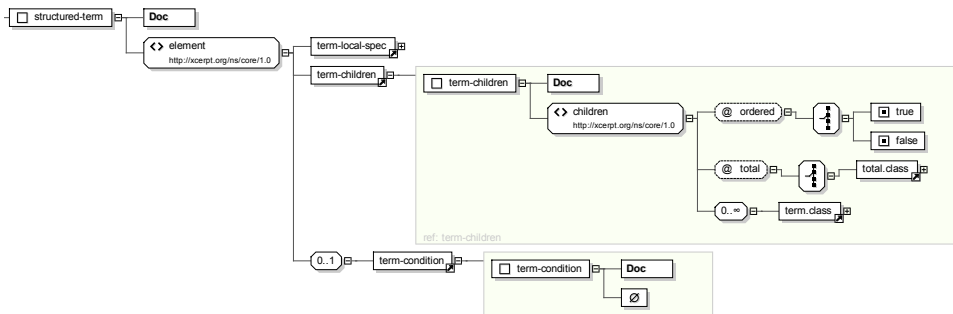 structured-term
Doc
<> element
http://xcerpt.org/ns/core/1.0
term-local-spec
term-children
term-children
Doc
<> children
http://xcerpt.org/ns/core/1.0
@ ordered
true
false
@ total
total.class
0..∞
term.class
ref: term-children
0..1
term-condition
term-condition
Doc
∅